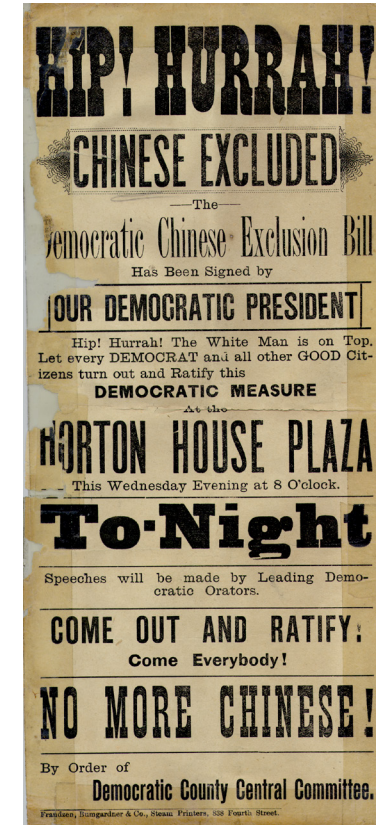 HIP! HURRAH!
CHINESE EXCLUDED
The
Democratic Chinese Exclusion Bill
Has Been Signed by
OUR DEMOCRATIC PRESIDENT
Hip! Hurrah! The White Man is on Top.
Let every DEMOCRAT and all other GOOD Cit-
izens turn out and Ratify this
DEMOCRATIC MEASURE
At the
HORTON HOUSE PLAZA
This Wednesday Evening at 8 O'clock.
To-Night
Speeches will be made by Leading Demo-
cratic Orators.
COME OUT AND RATIFY!
Come Everybody!
NO MORE CHINESE!
By Order of
Democratic County Central Committee.
Frandzen, Bumgardner & Co., Steam Printers, 838 Fourth Street.